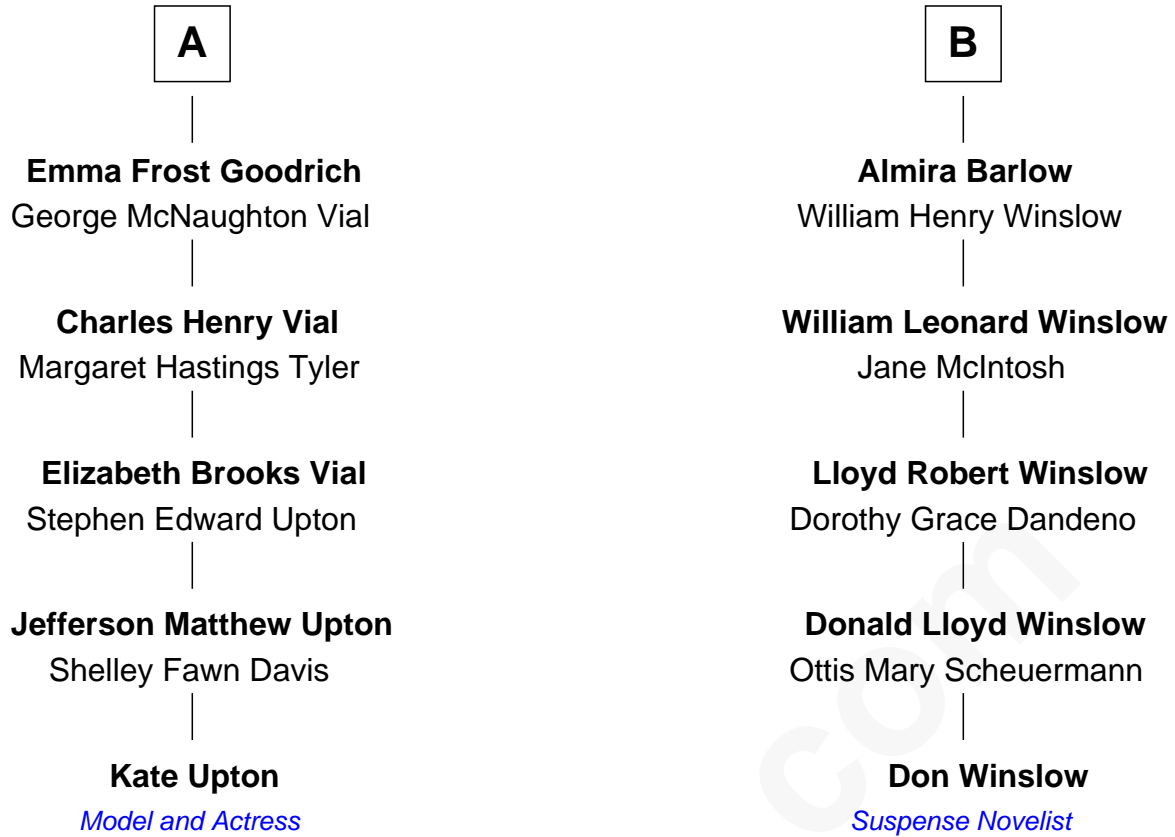 A
Emma Frost Goodrich
George McNaughton Vial
Charles Henry Vial
Margaret Hastings Tyler
Elizabeth Brooks Vial
Stephen Edward Upton
Jefferson Matthew Upton
Shelley Fawn Davis
Kate Upton
Model and Actress
B
Almira Barlow
William Henry Winslow
William Leonard Winslow
Jane McIntosh
Lloyd Robert Winslow
Dorothy Grace Dandeno
Donald Lloyd Winslow
Ottis Mary Scheuermann
Don Winslow
Suspense Novelist
com